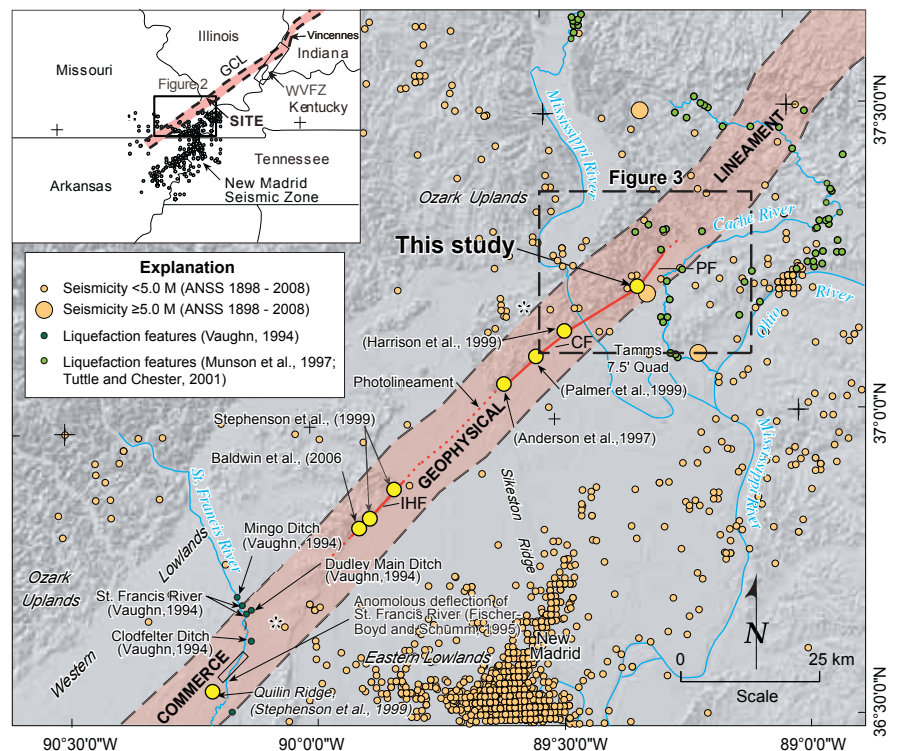 Illinois
Vincennes
Indiana
GCL
Missouri
Figure 2
WVFZ
Kentucky
SITE
Tennessee
Arkansas
New Madrid
Seismic Zone
Explanation
Seismicity <5.0 M (ANSS 1898 - 2008)
Seismicity ≥5.0 M (ANSS 1898 - 2008)
Liquefaction features (Vaughn, 1994)
Liquefaction features (Munson et al., 1997;
Tuttle and Chester, 2001)
Mississippi River
LINEAMENT
37°30'0"N
Figure 3
Ozark Uplands
Cache River
This study
PF
River
Ohio
(Harrison et al., 1999)
CF
Tamms
7.5' Quad
Photolineament
(Palmer et al., 1999)
37°0'0"N
Stephenson et al., (1999)
GEOPHYSICAL
(Anderson et al., 1997)
Baldwin et al., (2006
Sikeston
Ridge
Mississippi River
IHF
St. Francis River
Mingo Ditch
(Vaughn, 1994)
Lowlands
Dudley Main Ditch
(Vaughn, 1994)
Ozark
Uplands
St. Francis River
(Vaughn, 1994)
Anomolous deflection of
St. Francis River (Fischer-
Boyd and Schumm, 1995)
Clodfelter Ditch
(Vaughn, 1994)
New
Madrid
N
Eastern Lowlands
Western
COMMERCE
0
25 km
Scale
Quilin Ridge
(Stephenson et al., 1999)
36°30'0"N
90°30'0"W
90°0'0"W
89°30'0"W
89°0'0"W